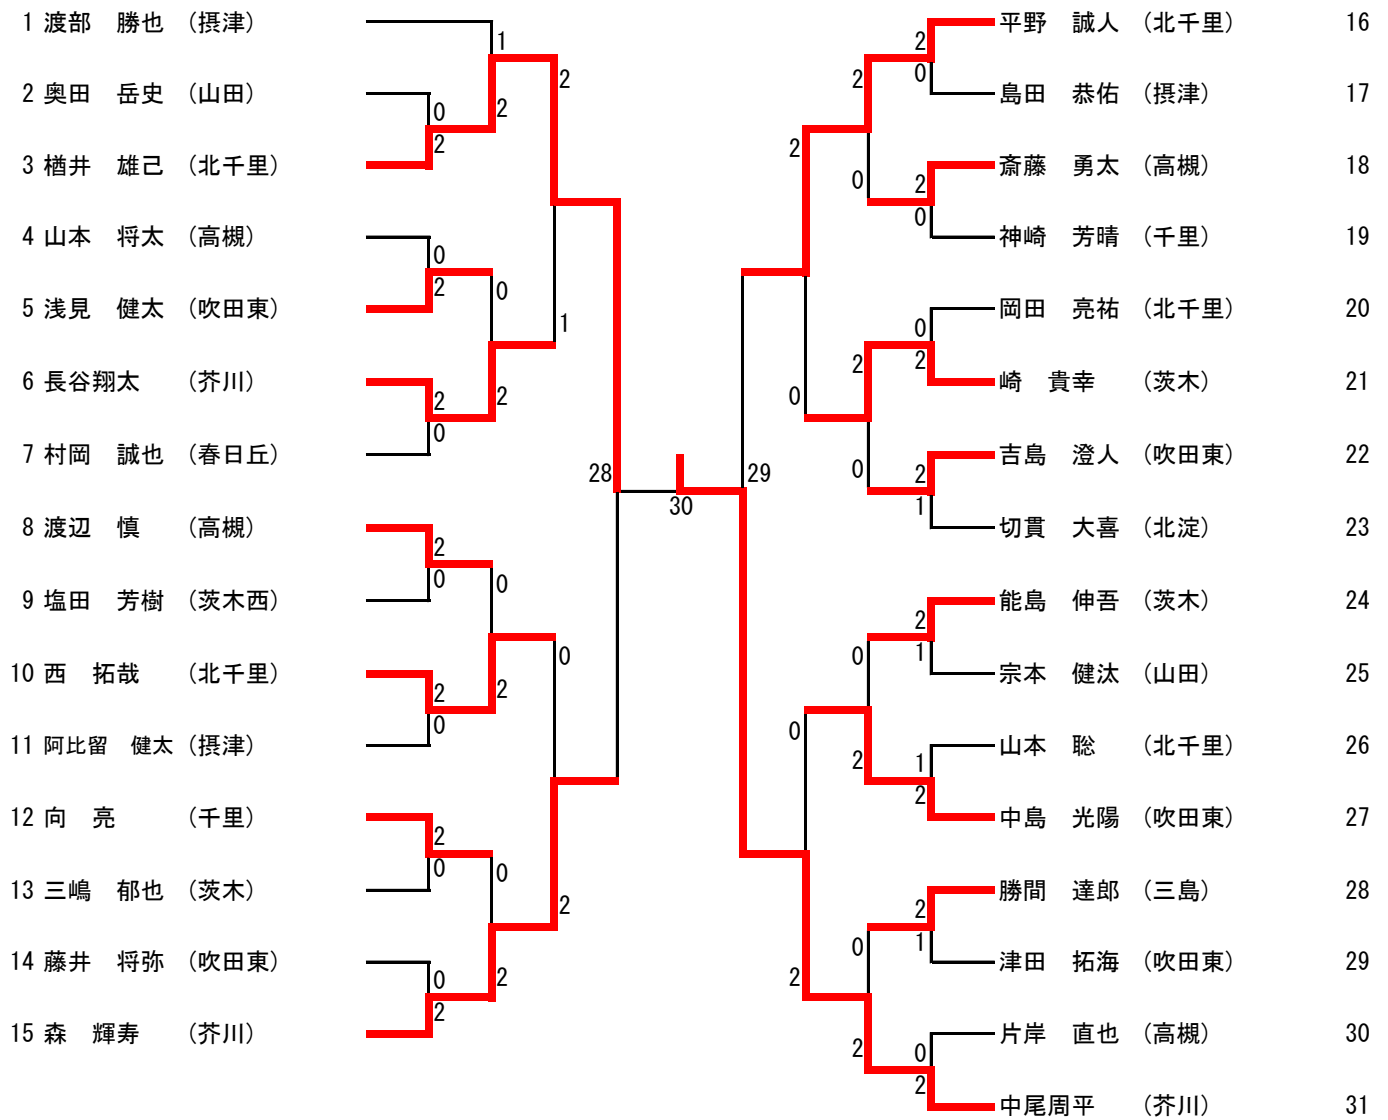 1 渡部　勝也 （摂津）
2 奥田　岳史 （山田）
3 楢井　雄己 （北千里）
4 山本　将太 （高槻）
5 浅見　健太 （吹田東）
6 長谷翔太 （芥川）
7 村岡　誠也 （春日丘）
8 渡辺　慎 （高槻）
9 塩田　芳樹 （茨木西）
10 西　拓哉 （北千里）
11 阿比留　健太 （摂津）
12 向　亮 （千里）
13 三嶋　郁也 （茨木）
14 藤井　将弥 （吹田東）
15 森　輝寿 （芥川）
1
2
0
2
2
0
2
0
1
2
0
2
28
2
0
0
2
0
2
0
2
0
0
2
0
2
2
30
29
2
0
2
2
0
2
0
0
2
2
0
0
2
1
2
1
0
0
1
2
2
2
1
0
2
0
2
2
平野　誠人 （北千里） 16
島田　恭佑 （摂津） 17
斎藤　勇太 （高槻） 18
神崎　芳晴 （千里） 19
岡田　亮祐 （北千里） 20
崎　貴幸 （茨木） 21
吉島　澄人 （吹田東） 22
切貫　大喜 （北淀） 23
能島　伸吾 （茨木） 24
宗本　健汰 （山田） 25
山本　聡 （北千里） 26
中島　光陽 （吹田東） 27
勝間　達郎 （三島） 28
津田　拓海 （吹田東） 29
片岸　直也 （高槻） 30
中尾周平 （芥川） 31